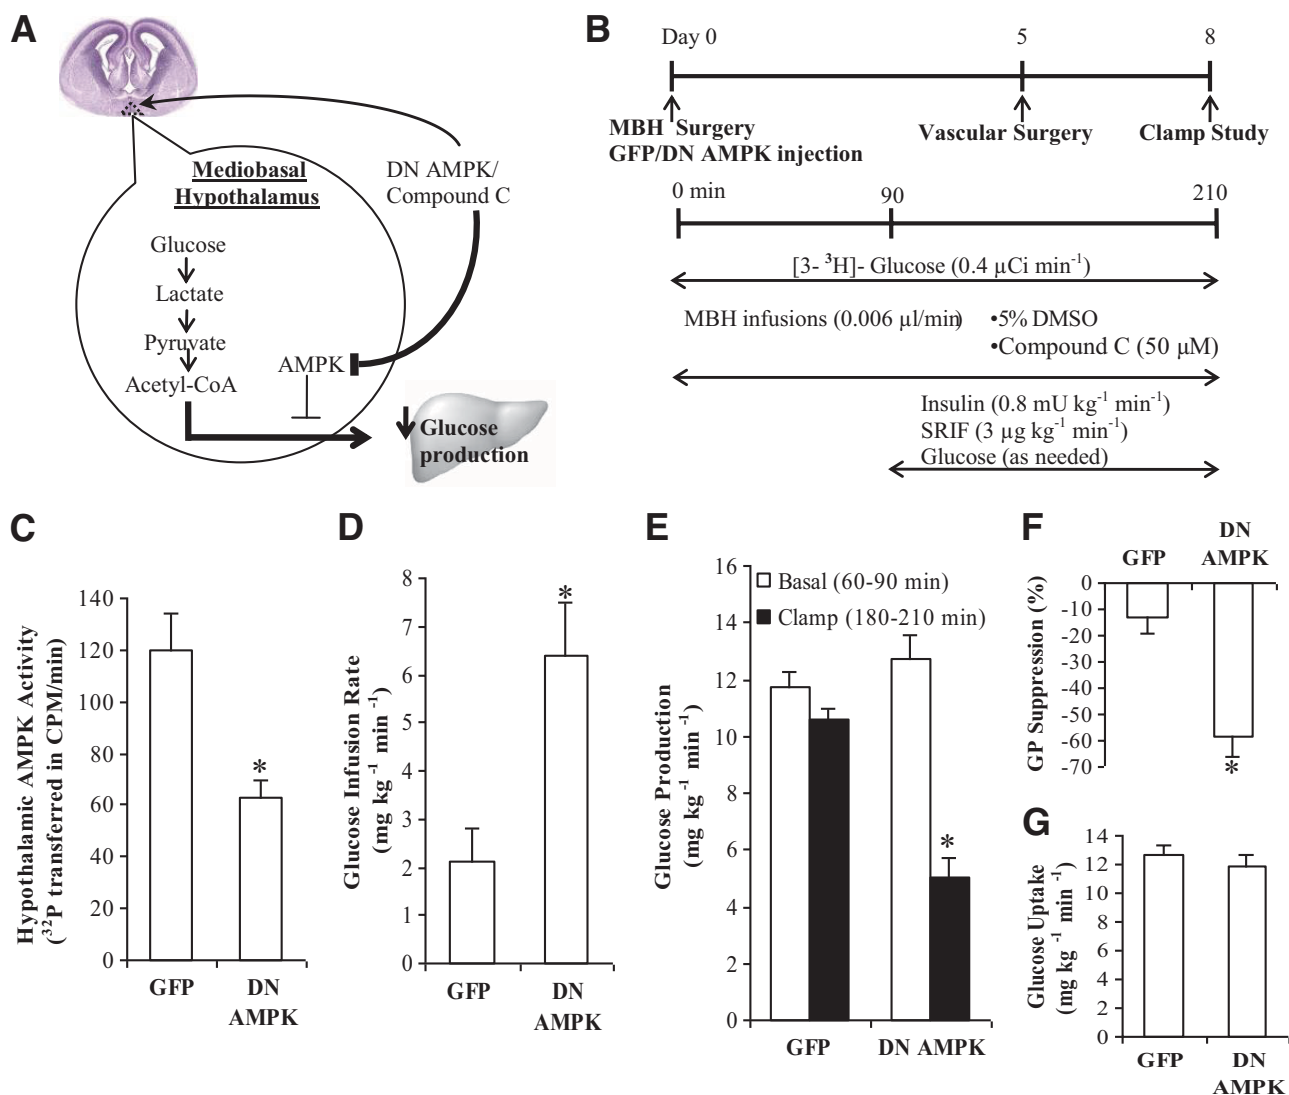 A
Mediobasal
Hypothalamus
Glucose
Lactate
Pyruvate
Acetyl-CoA
AMPK
DN AMPK/
Compound C
Glucose
production
B
Day 0
5
8
MBH Surgery
GFP/DN AMPK injection
Vascular Surgery
Clamp Study
0 min
90
210
[3- ³H]- Glucose (0.4 µCi min⁻¹)
MBH infusions (0.006 µl/min)
•5% DMSO
•Compound C (50 µM)
Insulin (0.8 mU kg⁻¹ min⁻¹)
SRIF (3 µg kg⁻¹ min⁻¹)
Glucose (as needed)
C
Hypothalamic AMPK Activity
(³²P transferred in CPM/min)
140
120
100
80
60
40
20
0
*
GFP
DN
AMPK
D
Glucose Infusion Rate
(mg kg⁻¹ min⁻¹)
8
7
6
5
4
3
2
1
0
*
GFP
DN
AMPK
E
Glucose Production
(mg kg⁻¹ min⁻¹)
16
14
12
10
8
6
4
2
0
Basal (60-90 min)
Clamp (180-210 min)
*
GFP
DN AMPK
F
GFP
DN
AMPK
GP Suppression (%)
0
-10
-20
-30
-40
-50
-60
-70
*
G
Glucose Uptake
(mg kg⁻¹ min⁻¹)
14
12
10
8
6
4
2
0
GFP
DN
AMPK